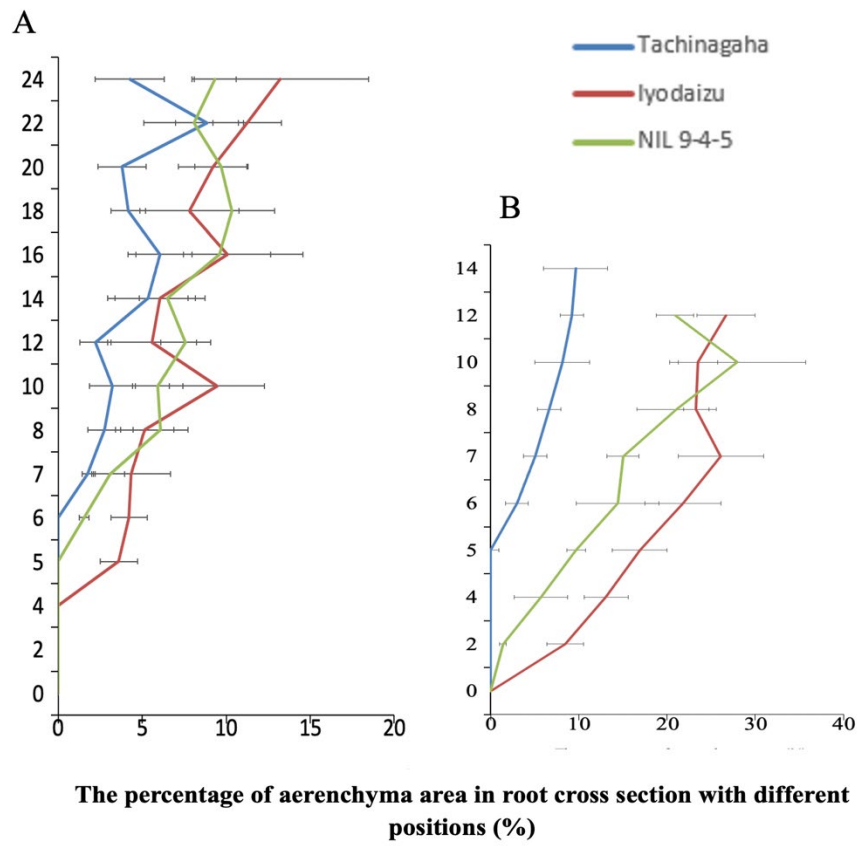 A
Tachinagaha
Iyodaizu
NIL 9-4-5
24
22
20
18
16
14
12
10
8
7
6
5
4
2
0
0 5 10 15 20
B
14
12
10
8
7
6
5
4
2
0
0 10 20 30 40
The percentage of aerenchyma area in root cross section with different
positions (%)